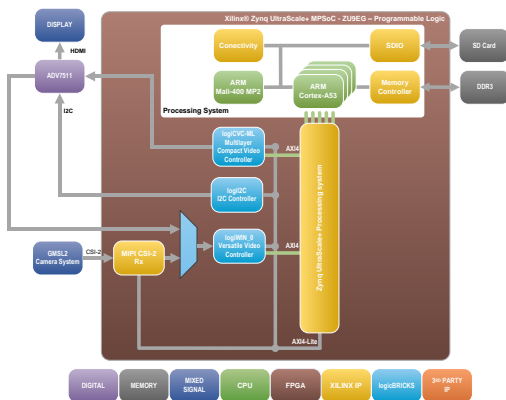 Xilinx® Zynq UltraScale+ MPSoC - ZU9EG – Programmable Logic
DISPLAY
HDMI
ADV7511
I2C
Conectivity
SDIO
SD Card
ARM
Mali-400 MP2
ARM
Cortex-A53
Memory
Controller
DDR3
Processing System
logiCVC-ML
Multilayer
Compact Video
Controller
AXI4
logiI2C
I2C Controller
Zynq UltraScale+ Processing system
logiWIN_0
Versatile Video
Controller
AXI4
GMSL2
Camera System
CSI-2
MIPI CSI-2
Rx
AXI4-Lite
DIGITAL
MEMORY
MIXED
SIGNAL
CPU
FPGA
XILINX IP
logicBRICKS
3RD PARTY
IP